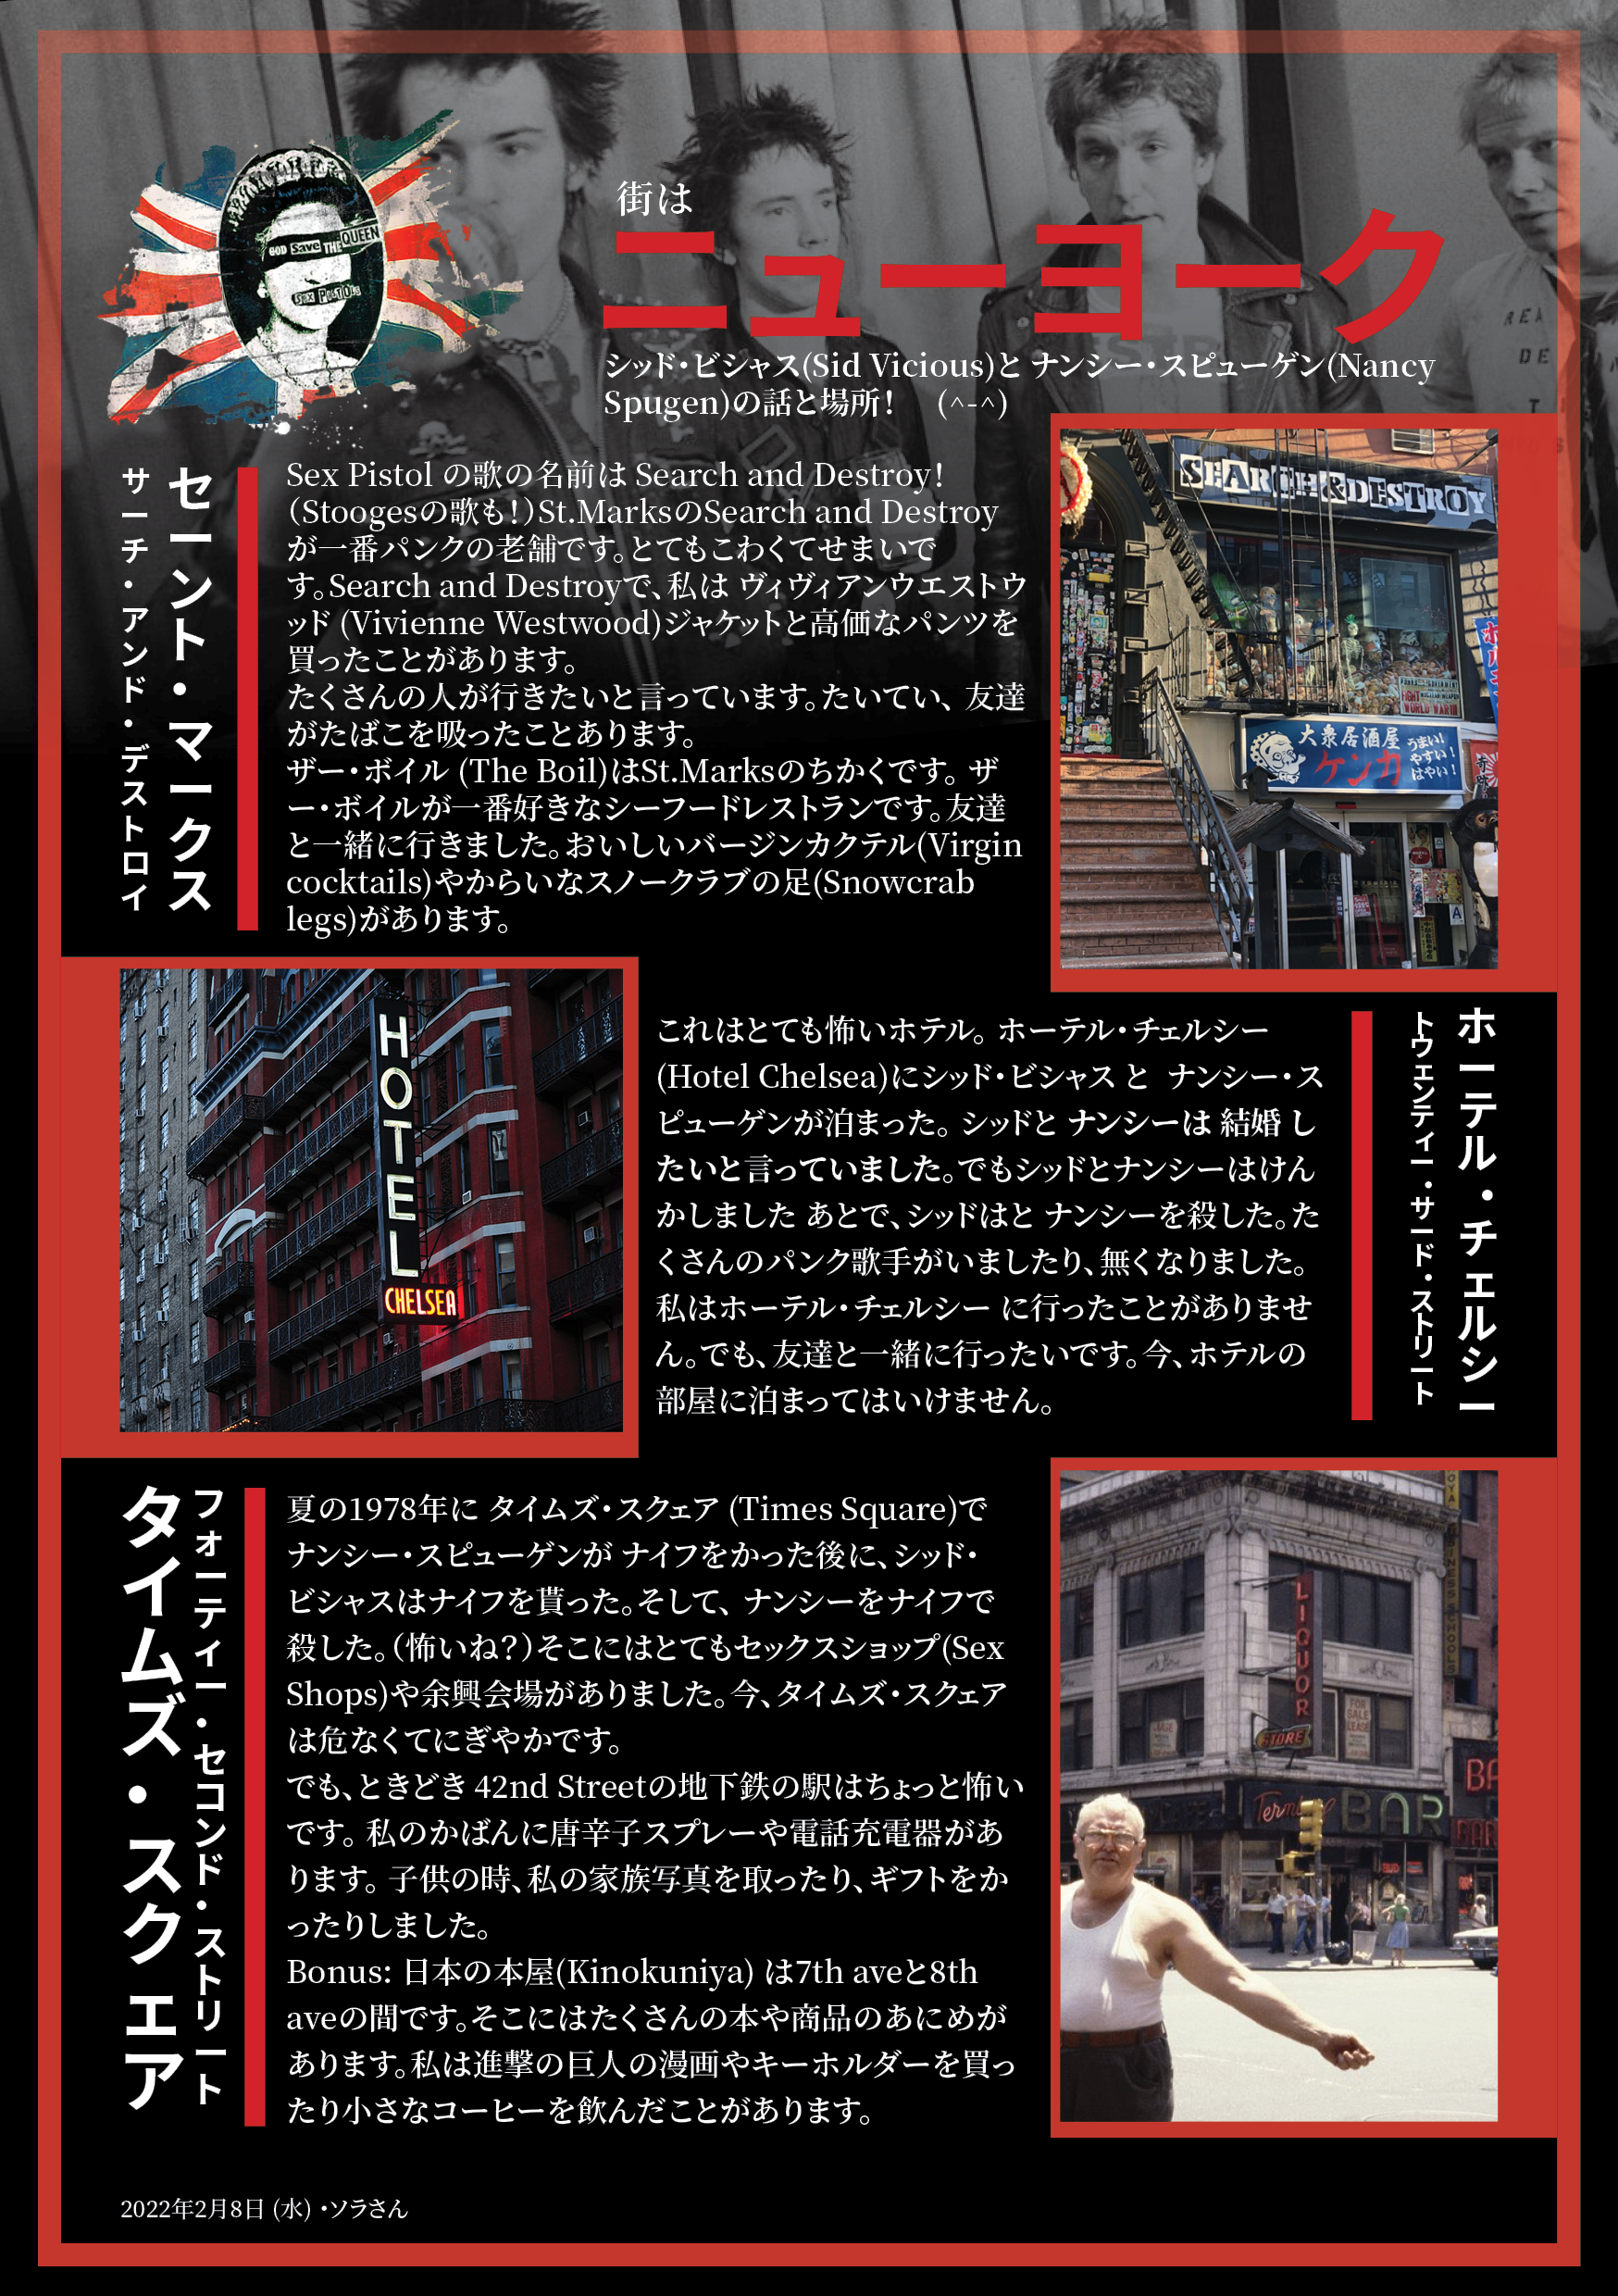 GOD Save THE QUEEN
SEX PISTOLS
街は
ニューヨーク
シッド・ビシャス(Sid Vicious)と ナンシー・スピューゲン(Nancy
Spugen)の話と場所！ (^-^)
セント・マークス
サーチ・アンド・デストロイ
Sex Pistol の歌の名前は Search and Destroy！
（Stoogesの歌も！）St.MarksのSearch and Destroy
が一番パンクの老舗です。とてもこわくてせまいで
す。Search and Destroyで、私は ヴィヴィアンウエストウ
ッド (Vivienne Westwood)ジャケットと高価なパンツを
買ったことがあります。
たくさんの人が行きたいと言っています。たいてい、友達
がたばこを吸ったことあります。
ザー・ボイル (The Boil)はSt.Marksのちかくです。 ザ
ー・ボイルが一番好きなシーフードレストランです。友達
と一緒に行きました。おいしいバージンカクテル(Virgin
cocktails)やからいなスノークラブの足(Snowcrab
legs)があります。
SEARCH&DESTROY
大衆居酒屋
ケンカ
うまい！
やすい！
はやい！
A
HOTEL
CHELSEA
ホーテル・チェルシー
トウェンティー・サード・ストリート
これはとても怖いホテル。 ホーテル・チェルシー
(Hotel Chelsea)にシッド・ビシャス と ナンシー・ス
ピューゲンが泊まった。 シッドと ナンシーは 結婚 し
たいと言っていました。でもシッドとナンシーはけん
かしました あとで、シッドはと ナンシーを殺した。た
くさんのパンク歌手がいましたり、無くなりました。
私はホーテル・チェルシー に行ったことがありませ
ん。でも、友達と一緒に行ったいです。今、ホテルの
部屋に泊まってはいけません。
タイムズ・スクェア
フォーティー・セコンド・ストリート
夏の1978年に タイムズ・スクェア (Times Square)で
ナンシー・スピューゲンが ナイフをかった後に、シッド・
ビシャスはナイフを貰った。そして、 ナンシーをナイフで
殺した。（怖いね？）そこにはとてもセックスショップ(Sex
Shops)や余興会場がありました。今、タイムズ・スクェア
は危なくてにぎやかです。
でも、ときどき 42nd Streetの地下鉄の駅はちょっと怖い
です。 私のかばんに唐辛子スプレーや電話充電器があ
ります。 子供の時、私の家族写真を取ったり、ギフトをか
ったりしました。
Bonus: 日本の本屋(Kinokuniya) は7th aveと8th
aveの間です。そこにはたくさんの本や商品のあにめが
あります。私は進撃の巨人の漫画やキーホルダーを買っ
たり小さなコーヒーを飲んだことがあります。
LIQUOR
STORE
FOR
SALE
LEASE
BAR
2022年2月8日 (水) ・ソラさん